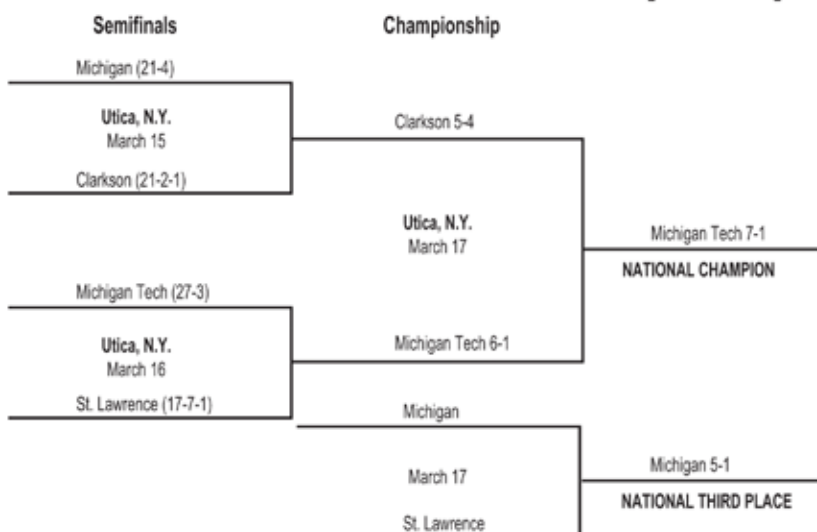 Semifinals
Championship
Michigan (21-4)
Utica, N.Y.
March 15
Clarkson (21-2-1)
Clarkson 5-4
Utica, N.Y.
March 17
Michigan Tech 7-1
NATIONAL CHAMPION
Michigan Tech (27-3)
Utica, N.Y.
March 16
St. Lawrence (17-7-1)
Michigan Tech 6-1
Michigan
March 17
St. Lawrence
Michigan 5-1
NATIONAL THIRD PLACE